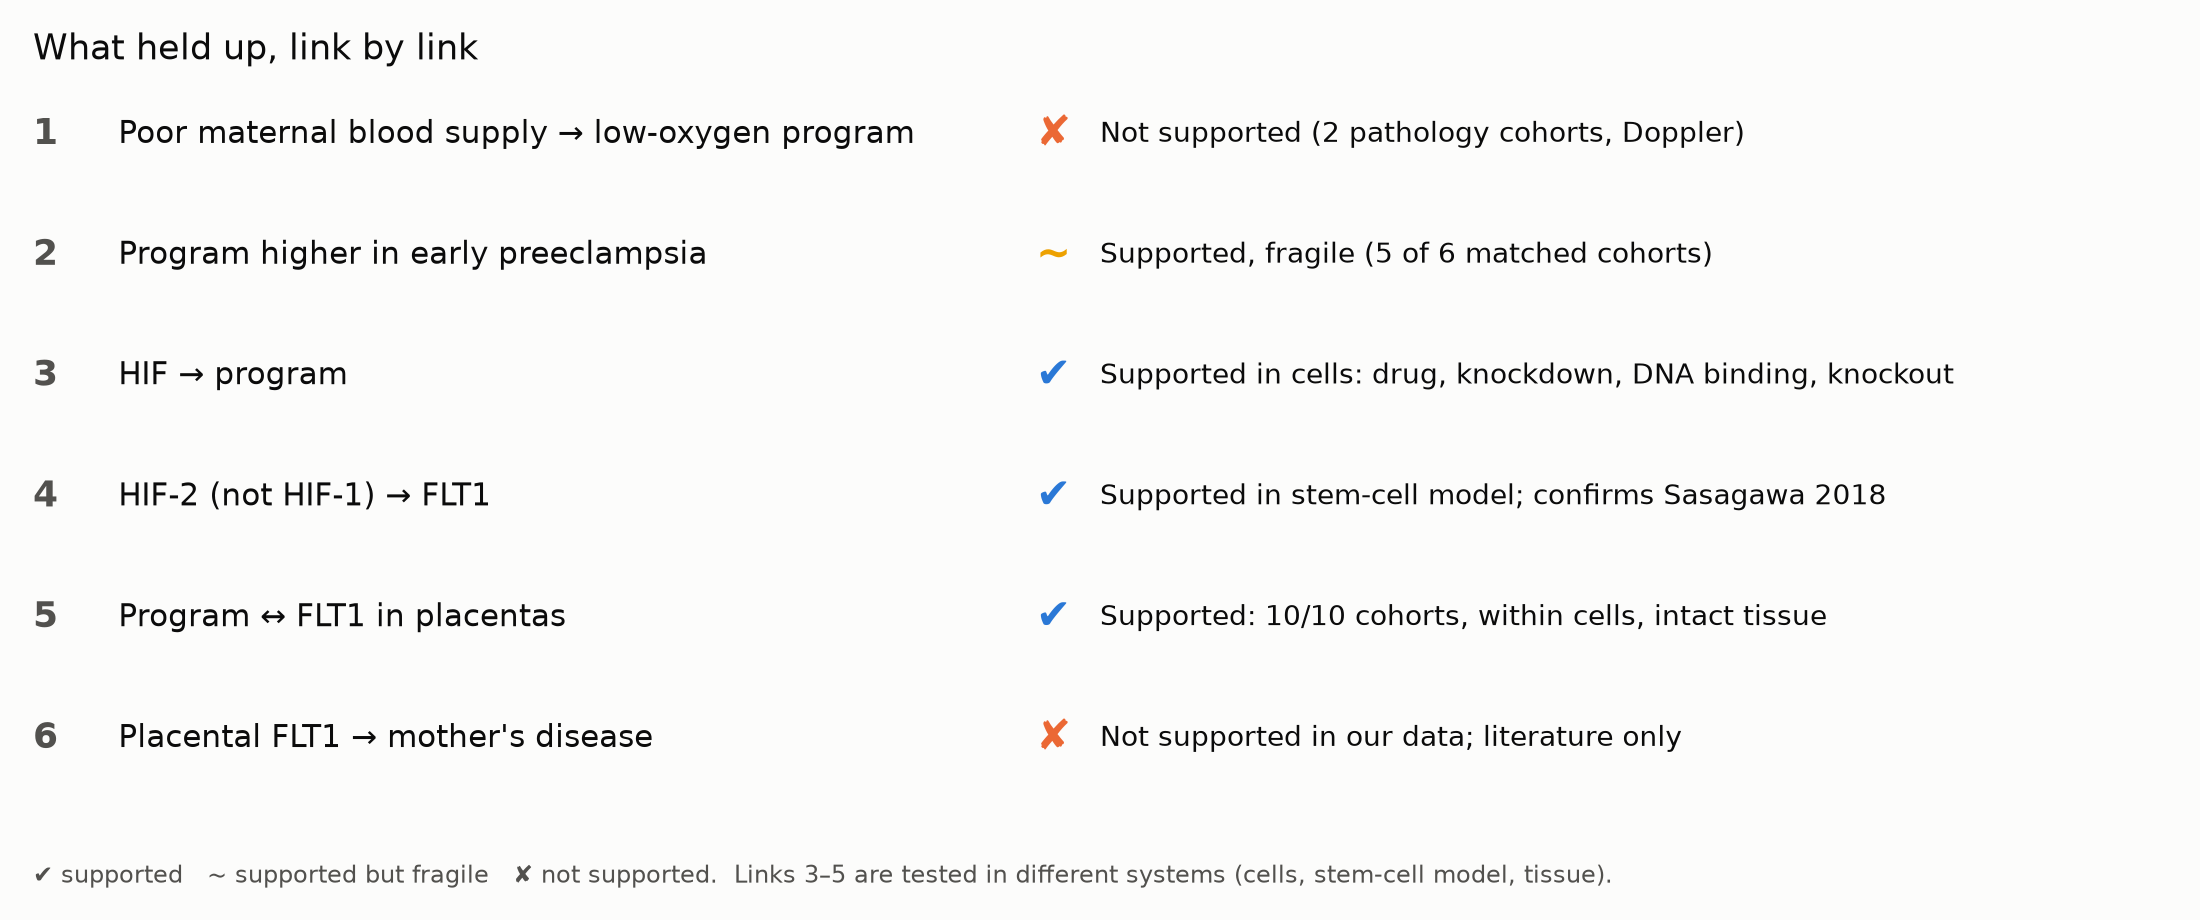 What held up, link by link
1 Poor maternal blood supply → low-oxygen program ✘ Not supported (2 pathology cohorts, Doppler)
2 Program higher in early preeclampsia ~ Supported, fragile (5 of 6 matched cohorts)
3 HIF → program ✔ Supported in cells: drug, knockdown, DNA binding, knockout
4 HIF-2 (not HIF-1) → FLT1 ✔ Supported in stem-cell model; confirms Sasagawa 2018
5 Program ↔ FLT1 in placentas ✔ Supported: 10/10 cohorts, within cells, intact tissue
6 Placental FLT1 → mother's disease ✘ Not supported in our data; literature only
✔ supported ~ supported but fragile ✘ not supported. Links 3–5 are tested in different systems (cells, stem-cell model, tissue).